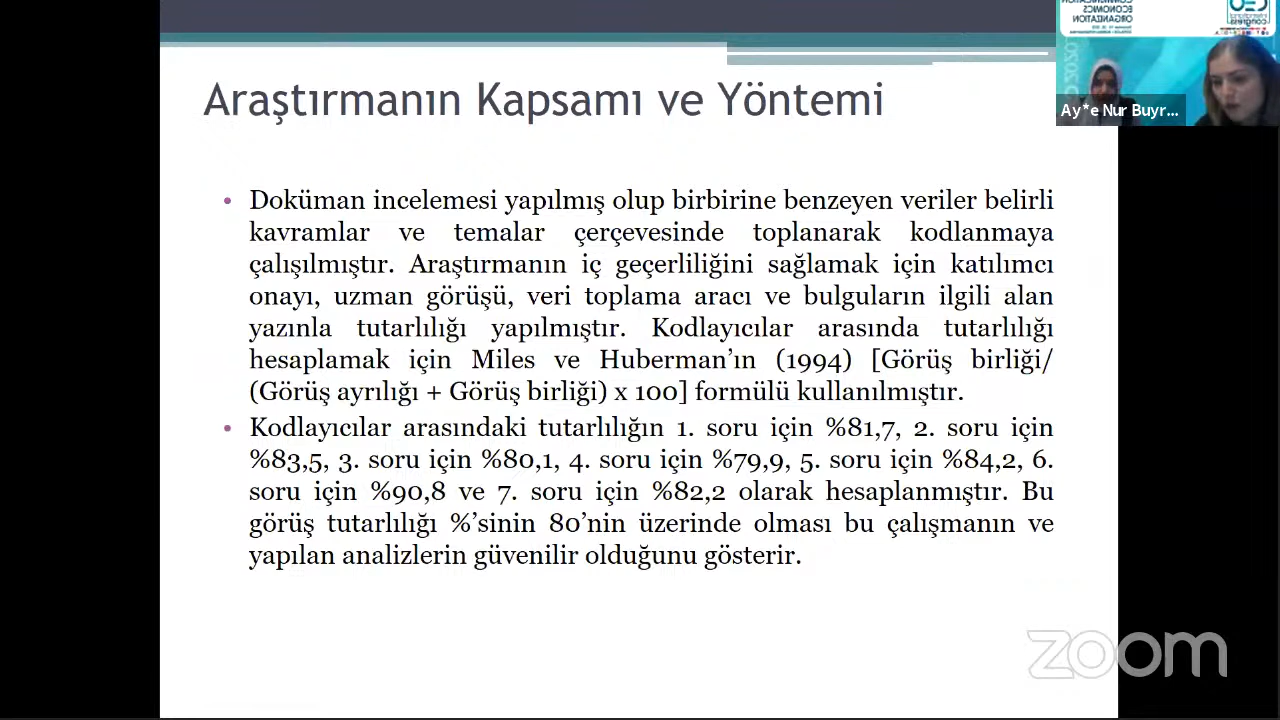 Araştırmanın Kapsamı ve Yöntemi
• Doküman incelemesi yapılmış olup birbirine benzeyen veriler belirli
kavramlar ve temalar çerçevesinde toplanarak kodlanmaya
çalışılmıştır. Araştırmanın iç geçerliliğini sağlamak için katılımcı
onayı, uzman görüşü, veri toplama aracı ve bulguların ilgili alan
yazınla tutarlılığı yapılmıştır. Kodlayıcılar arasında tutarlılığı
hesaplamak için Miles ve Huberman’ın (1994) [Görüş birliği/
(Görüş ayrılığı + Görüş birliği) x 100] formülü kullanılmıştır.
• Kodlayıcılar arasındaki tutarlılığın 1. soru için %81,7, 2. soru için
%83,5, 3. soru için %80,1, 4. soru için %79,9, 5. soru için %84,2, 6.
soru için %90,8 ve 7. soru için %82,2 olarak hesaplanmıştır. Bu
görüş tutarlılığı %’sinin 80’nin üzerinde olması bu çalışmanın ve
yapılan analizlerin güvenilir olduğunu gösterir.
ECONOMICS
ORGANIZATION
CEO
congress
2020
Ay*e Nur Buyr...
zoom